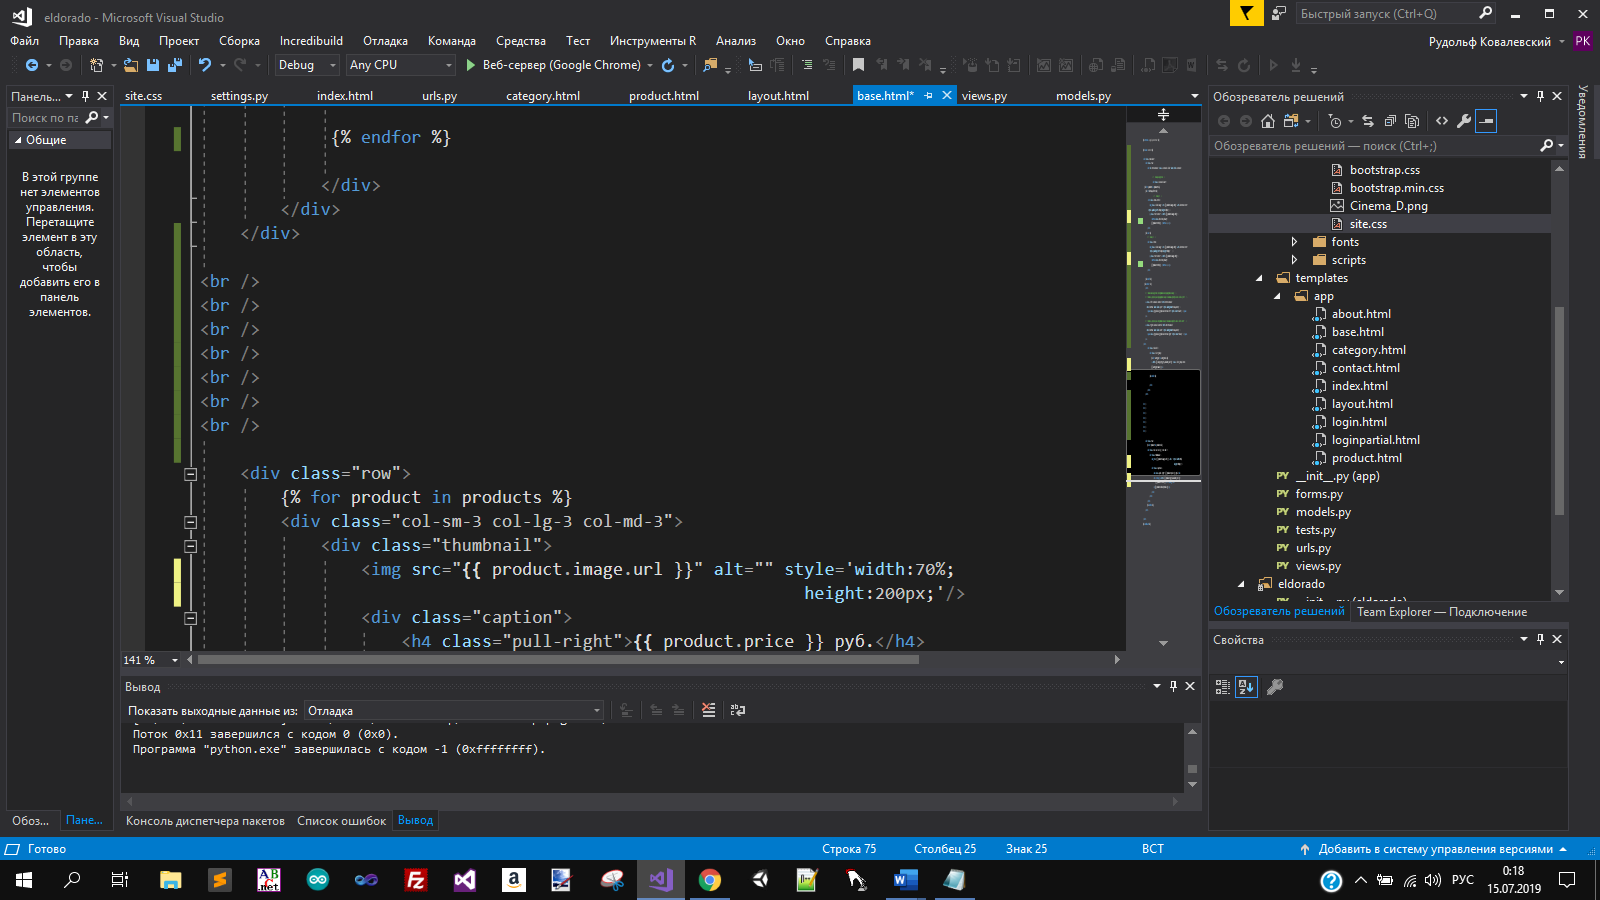 eldorado - Microsoft Visual Studio
Быстрый запуск (Ctrl+Q)
Файл Правка Вид Проект Сборка Incredibuild Отладка Команда Средства Тест Инструменты R Анализ Окно Справка
Рудольф Ковалевский РК
Debug Any CPU Веб-сервер (Google Chrome)
Панель...
Поиск по па
Общие
В этой группе
нет элементов
управления.
Перетащите
элемент в эту
область,
чтобы
добавить его в
панель
элементов.
Обоз... Пане...
site.css settings.py index.html urls.py category.html product.html layout.html base.html* views.py models.py
{% endfor %}
</div>
</div>
</div>
<br />
<br />
<br />
<br />
<br />
<br />
<br />
<div class="row">
{% for product in products %}
<div class="col-sm-3 col-lg-3 col-md-3">
<div class="thumbnail">
<img src="{{ product.image.url }}" alt="" style='width:70%;
height:200px;'/>
<div class="caption">
<h4 class="pull-right">{{ product.price }} руб.</h4>
141 %
Вывод
Показать выходные данные из: Отладка
Поток 0x11 завершился с кодом 0 (0x0).
Программа "python.exe" завершилась с кодом -1 (0xffffffff).
Консоль диспетчера пакетов Список ошибок Вывод
Обозреватель решений
Обозреватель решений — поиск (Ctrl+;)
bootstrap.css
bootstrap.min.css
Cinema_D.png
site.css
fonts
scripts
templates
app
about.html
base.html
category.html
contact.html
index.html
layout.html
login.html
loginpartial.html
product.html
PY __init__.py (app)
PY forms.py
PY models.py
PY tests.py
PY urls.py
PY views.py
eldorado
Обозреватель решений Team Explorer — Подключение
Свойства
Уведомления
Готово Строка 75 Столбец 25 Знак 25 ВСТ Добавить в систему управления версиями
РУС
0:18
15.07.2019